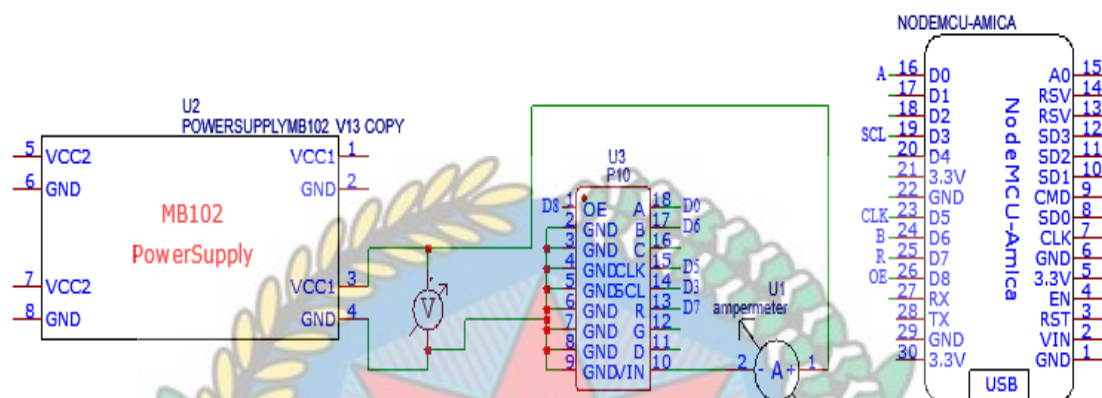 NODEMCU-AMICA
U2
POWERSUPPLYMB102 V13 COPY
5 VCC2 VCC1 1
6 GND GND 2
MB102
PowerSupply
7 VCC2 VCC1 3
8 GND GND 4
V
U3
P10
D8 1 OE A 18 D0
2 GND B 17 D6
3 GND C 16
4 GND CLK 15 D5
5 GND SCL 14 D3
6 GND R 13 D7
7 GND G 12
8 GND D 11
9 GND VIN 10
U1
ampermeter
2 - A + 1
A 16 D0 A0 15
17 D1 RSV 14
18 D2 RSV 13
SCL 19 D3 SD3 12
20 D4 SD2 11
21 3.3V SD1 10
22 GND CMD 9
CLK 23 D5 SD0 8
B 24 D6 CLK 7
R 25 D7 GND 6
OE 26 D8 3.3V 5
27 RX EN 4
28 TX RST 3
29 GND VIN 2
30 3.3V GND 1
NodeMCU-Amica
USB